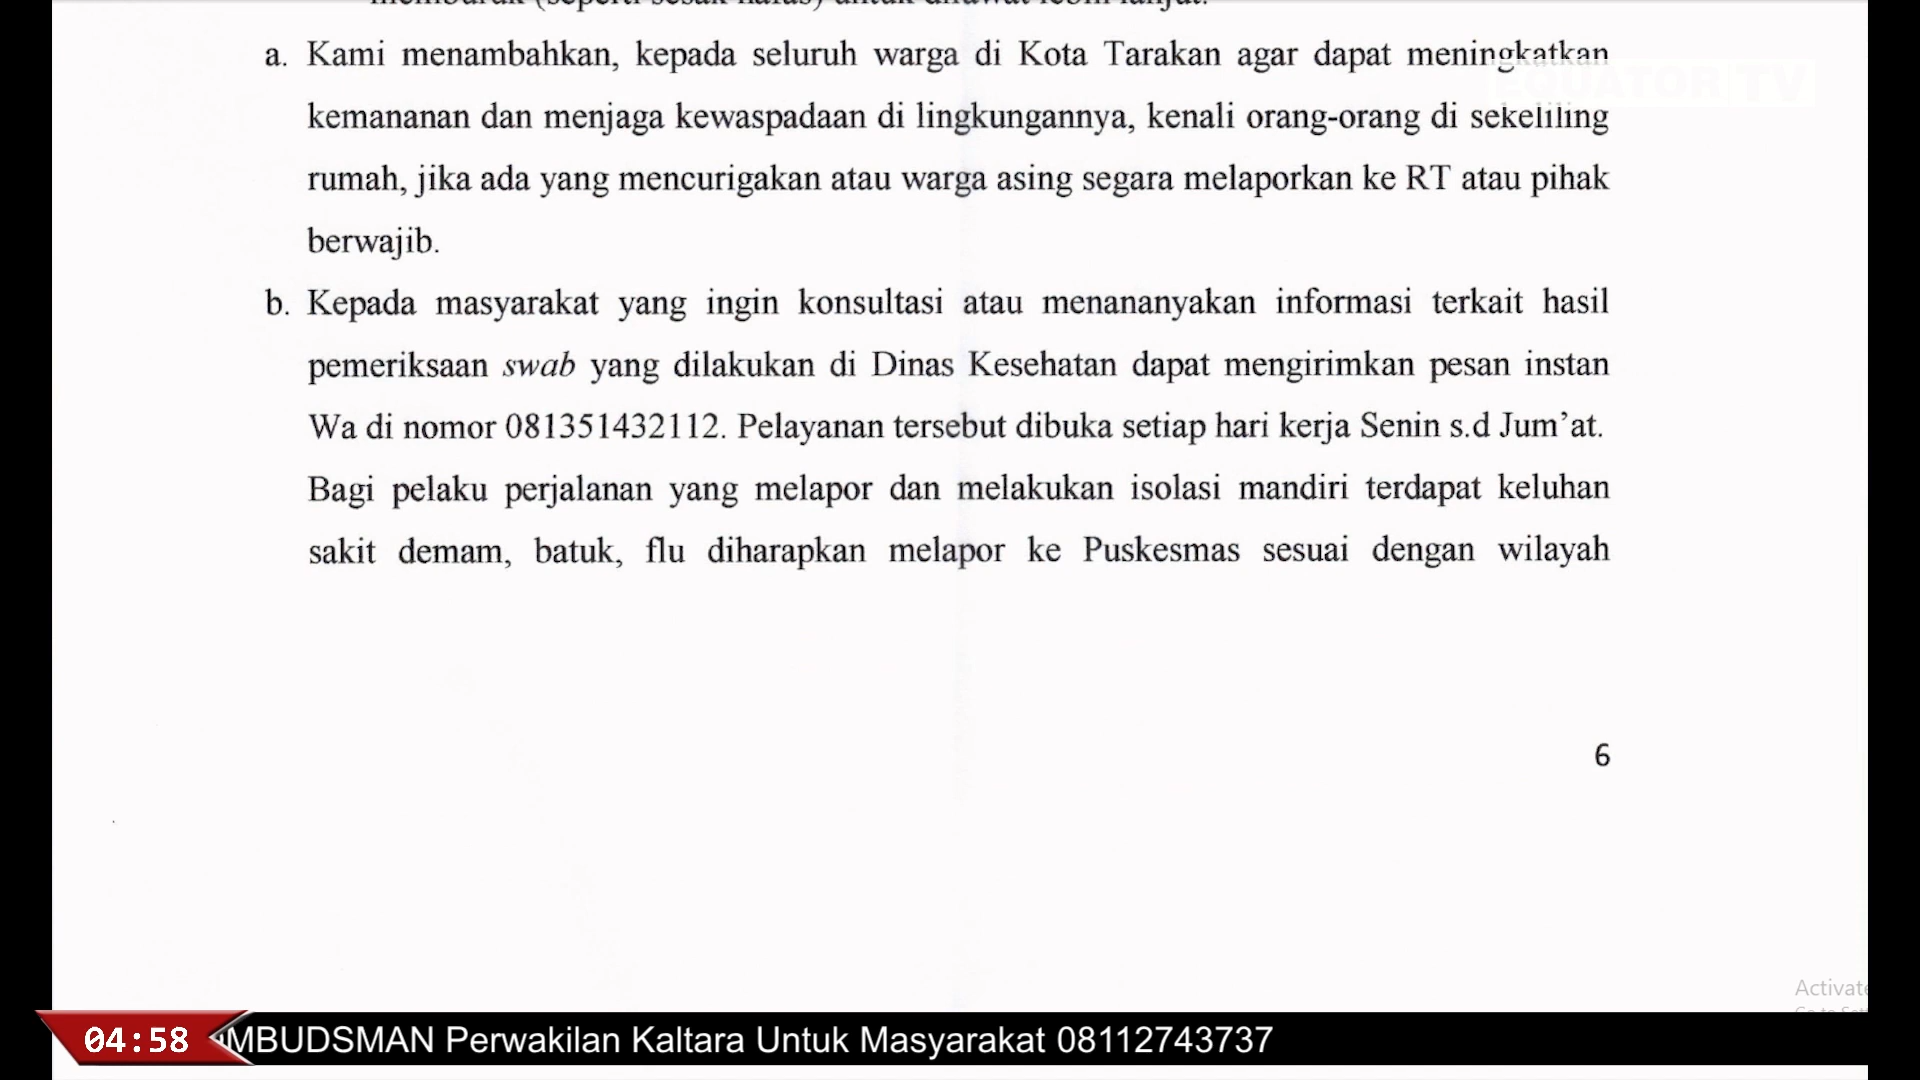 a. Kami menambahkan, kepada seluruh warga di Kota Tarakan agar dapat meningkatkan
EQUATOR TV
kemananan dan menjaga kewaspadaan di lingkungannya, kenali orang-orang di sekeliling
rumah, jika ada yang mencurigakan atau warga asing segara melaporkan ke RT atau pihak
berwajib.
b. Kepada masyarakat yang ingin konsultasi atau menananyakan informasi terkait hasil
pemeriksaan swab yang dilakukan di Dinas Kesehatan dapat mengirimkan pesan instan
Wa di nomor 081351432112. Pelayanan tersebut dibuka setiap hari kerja Senin s.d Jum’at.
Bagi pelaku perjalanan yang melapor dan melakukan isolasi mandiri terdapat keluhan
sakit demam, batuk, flu diharapkan melapor ke Puskesmas sesuai dengan wilayah
6
Activate
04:58 MBUDSMAN Perwakilan Kaltara Untuk Masyarakat 08112743737